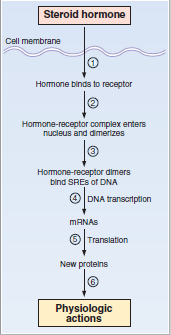 Steroid hormone
Cell membrane
1
Hormone binds to receptor
2
Hormone-receptor complex enters
nucleus and dimerizes
3
Hormone-receptor dimers
bind SREs of DNA
4 DNA transcription
mRNAs
5 Translation
New proteins
6
Physiologic
actions